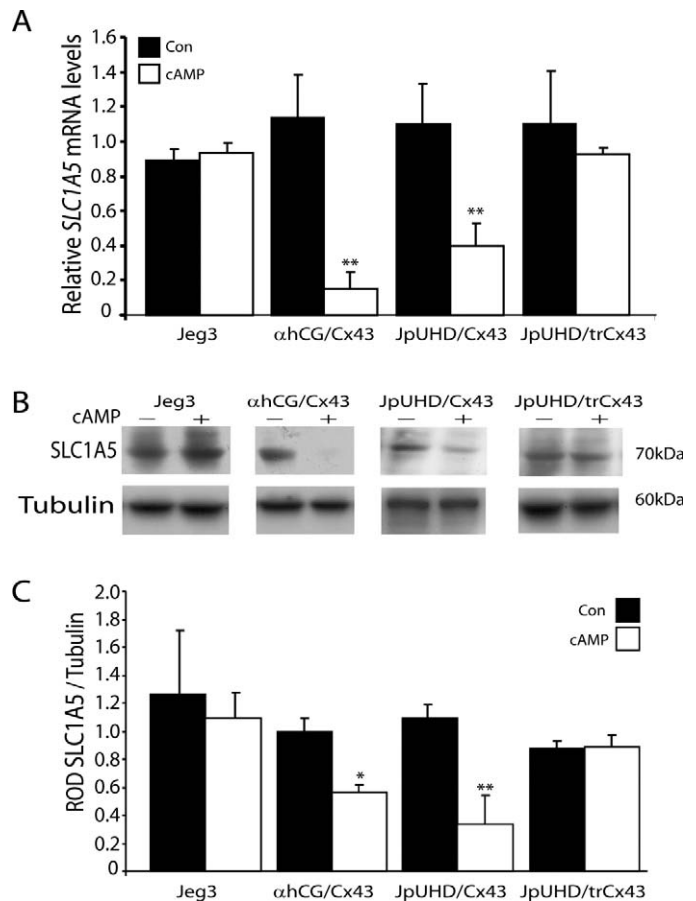 A
Relative SLC1A5 mRNA levels
1.6
1.4
1.2
1.0
0.8
0.6
0.4
0.2
0
Con
cAMP
**
**
Jeg3 αhCG/Cx43 JpUHD/Cx43 JpUHD/trCx43
B
Jeg3 αhCG/Cx43 JpUHD/Cx43 JpUHD/trCx43
cAMP — + — + — + — +
SLC1A5 70kDa
Tubulin 60kDa
C
ROD SLC1A5 / Tubulin
2.0
1.8
1.6
1.4
1.2
1.0
0.8
0.6
0.4
0.2
0
Con
cAMP
*
**
Jeg3 αhCG/Cx43 JpUHD/Cx43 JpUHD/trCx43